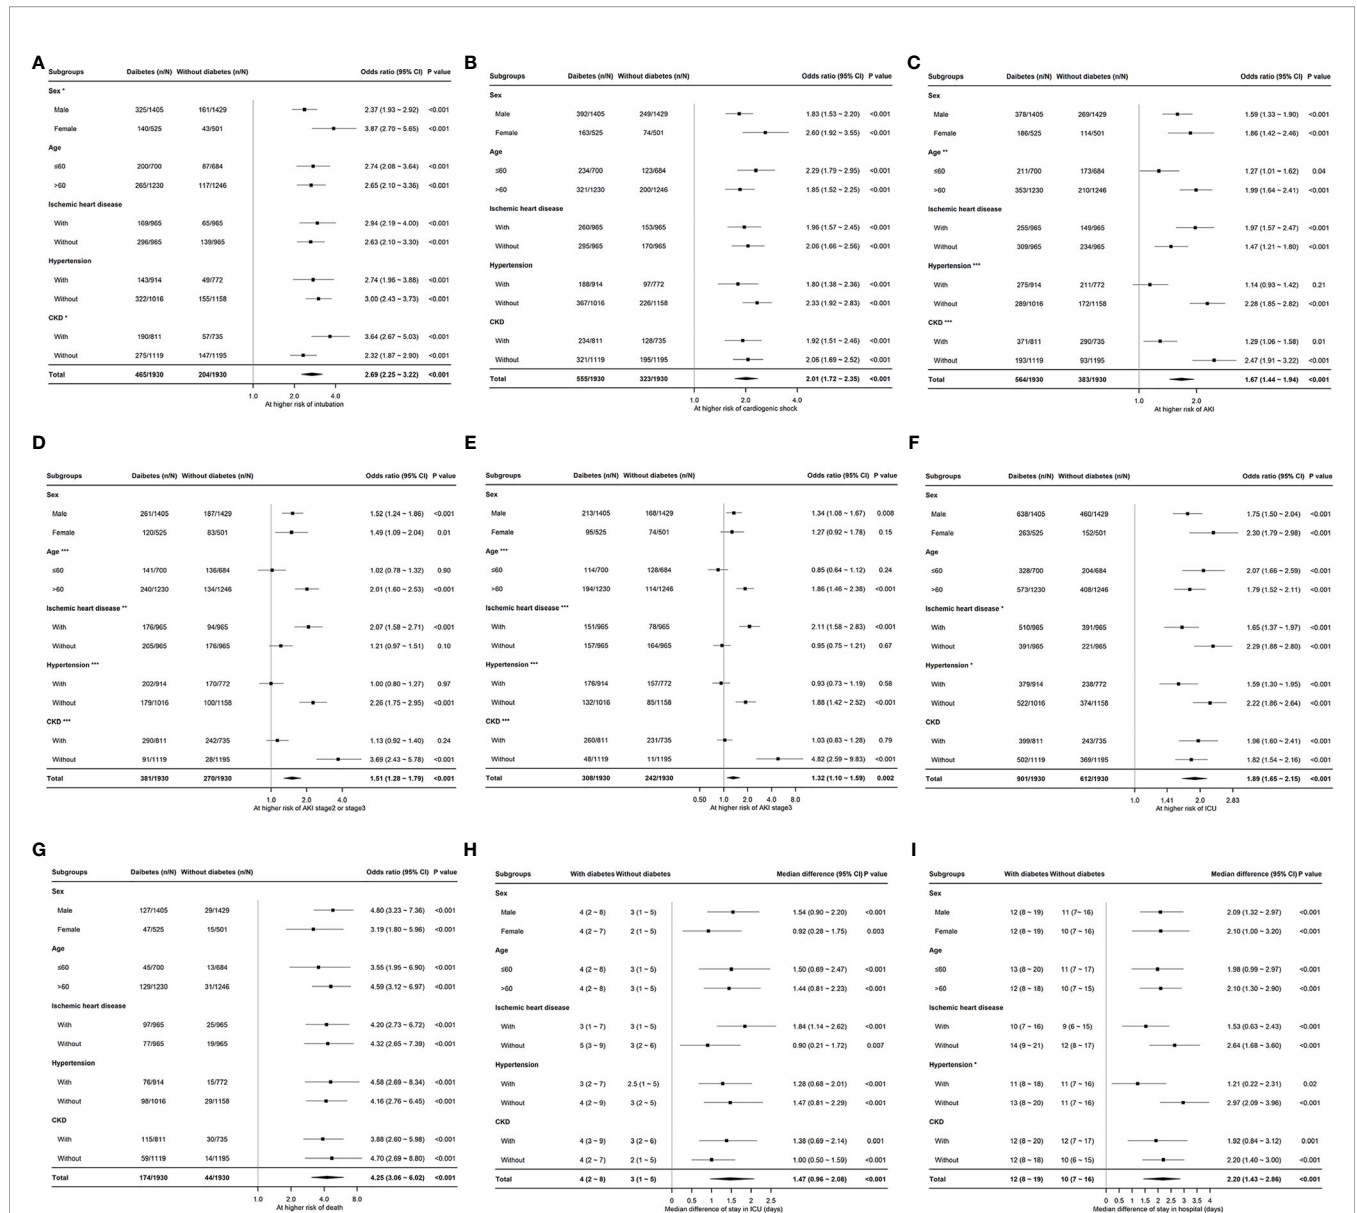 A
Subgroups Daibetes (n/N) Without diabetes (n/N) Odds ratio (95% CI) P value
Sex *
Male 325/1405 161/1429 2.37 (1.93 ~ 2.92) <0.001
Female 140/525 43/501 3.87 (2.70 ~ 5.65) <0.001
Age
≤60 200/700 87/684 2.74 (2.08 ~ 3.64) <0.001
>60 265/1230 117/1246 2.65 (2.10 ~ 3.36) <0.001
Ischemic heart disease
With 169/965 65/965 2.94 (2.19 ~ 4.00) <0.001
Without 296/965 139/965 2.63 (2.10 ~ 3.30) <0.001
Hypertension
With 143/914 49/772 2.74 (1.96 ~ 3.88) <0.001
Without 322/1016 155/1158 3.00 (2.43 ~ 3.73) <0.001
CKD *
With 190/811 57/735 3.64 (2.67 ~ 5.03) <0.001
Without 275/1119 147/1195 2.32 (1.87 ~ 2.90) <0.001
Total 465/1930 204/1930 2.69 (2.25 ~ 3.22) <0.001
1.0 2.0 4.0
At higher risk of intubation
B
Subgroups Daibetes (n/N) Without diabetes (n/N) Odds ratio (95% CI) P value
Sex
Male 392/1405 249/1429 1.83 (1.53 ~ 2.20) <0.001
Female 163/525 74/501 2.60 (1.92 ~ 3.55) <0.001
Age
≤60 234/700 123/684 2.29 (1.79 ~ 2.95) <0.001
>60 321/1230 200/1246 1.85 (1.52 ~ 2.25) <0.001
Ischemic heart disease
With 260/965 153/965 1.96 (1.57 ~ 2.45) <0.001
Without 295/965 170/965 2.06 (1.66 ~ 2.56) <0.001
Hypertension
With 188/914 97/772 1.80 (1.38 ~ 2.36) <0.001
Without 367/1016 226/1158 2.33 (1.92 ~ 2.83) <0.001
CKD
With 234/811 128/735 1.92 (1.51 ~ 2.46) <0.001
Without 321/1119 195/1195 2.06 (1.69 ~ 2.52) <0.001
Total 555/1930 323/1930 2.01 (1.72 ~ 2.35) <0.001
1.0 2.0 4.0
At higher risk of cardiogenic shock
C
Subgroups Daibetes (n/N) Without diabetes (n/N) Odds ratio (95% CI) P value
Sex
Male 378/1405 269/1429 1.59 (1.33 ~ 1.90) <0.001
Female 186/525 114/501 1.86 (1.42 ~ 2.46) <0.001
Age **
≤60 211/700 173/684 1.27 (1.01 ~ 1.62) 0.04
>60 353/1230 210/1246 1.99 (1.64 ~ 2.41) <0.001
Ischemic heart disease
With 255/965 149/965 1.97 (1.57 ~ 2.47) <0.001
Without 309/965 234/965 1.47 (1.21 ~ 1.80) <0.001
Hypertension ***
With 275/914 211/772 1.14 (0.93 ~ 1.42) 0.21
Without 289/1016 172/1158 2.28 (1.85 ~ 2.82) <0.001
CKD ***
With 371/811 290/735 1.29 (1.06 ~ 1.58) 0.01
Without 193/1119 93/1195 2.47 (1.91 ~ 3.22) <0.001
Total 564/1930 383/1930 1.67 (1.44 ~ 1.94) <0.001
1.0 2.0
At higher risk of AKI
D
Subgroups Daibetes (n/N) Without diabetes (n/N) Odds ratio (95% CI) P value
Sex
Male 261/1405 187/1429 1.52 (1.24 ~ 1.86) <0.001
Female 120/525 83/501 1.49 (1.09 ~ 2.04) 0.01
Age ***
≤60 141/700 136/684 1.02 (0.78 ~ 1.32) 0.90
>60 240/1230 134/1246 2.01 (1.60 ~ 2.53) <0.001
Ischemic heart disease **
With 176/965 94/965 2.07 (1.58 ~ 2.71) <0.001
Without 205/965 176/965 1.21 (0.97 ~ 1.51) 0.10
Hypertension ***
With 202/914 170/772 1.00 (0.80 ~ 1.27) 0.97
Without 179/1016 100/1158 2.26 (1.75 ~ 2.95) <0.001
CKD ***
With 290/811 242/735 1.13 (0.92 ~ 1.40) 0.24
Without 91/1119 28/1195 3.69 (2.43 ~ 5.78) <0.001
Total 381/1930 270/1930 1.51 (1.28 ~ 1.79) <0.001
1.0 2.0 4.0
At higher risk of AKI stage2 or stage3
E
Subgroups Daibetes (n/N) Without diabetes (n/N) Odds ratio (95% CI) P value
Sex
Male 213/1405 168/1429 1.34 (1.08 ~ 1.67) 0.008
Female 95/525 74/501 1.27 (0.92 ~ 1.78) 0.15
Age ***
≤60 114/700 128/684 0.85 (0.64 ~ 1.12) 0.24
>60 194/1230 114/1246 1.86 (1.46 ~ 2.38) <0.001
Ischemic heart disease ***
With 151/965 78/965 2.11 (1.58 ~ 2.83) <0.001
Without 157/965 164/965 0.95 (0.75 ~ 1.21) 0.67
Hypertension ***
With 176/914 157/772 0.93 (0.73 ~ 1.19) 0.58
Without 132/1016 85/1158 1.88 (1.42 ~ 2.52) <0.001
CKD ***
With 260/811 231/735 1.03 (0.83 ~ 1.28) 0.79
Without 48/1119 11/1195 4.82 (2.59 ~ 9.83) <0.001
Total 308/1930 242/1930 1.32 (1.10 ~ 1.59) 0.002
0.50 1.0 2.0 4.0 8.0
At higher risk of AKI stage3
F
Subgroups Daibetes (n/N) Without diabetes (n/N) Odds ratio (95% CI) P value
Sex
Male 638/1405 460/1429 1.75 (1.50 ~ 2.04) <0.001
Female 263/525 152/501 2.30 (1.79 ~ 2.98) <0.001
Age
≤60 328/700 204/684 2.07 (1.66 ~ 2.59) <0.001
>60 573/1230 408/1246 1.79 (1.52 ~ 2.11) <0.001
Ischemic heart disease *
With 510/965 391/965 1.65 (1.37 ~ 1.97) <0.001
Without 391/965 221/965 2.29 (1.88 ~ 2.80) <0.001
Hypertension *
With 379/914 238/772 1.59 (1.30 ~ 1.95) <0.001
Without 522/1016 374/1158 2.22 (1.86 ~ 2.64) <0.001
CKD
With 399/811 243/735 1.96 (1.60 ~ 2.41) <0.001
Without 502/1119 369/1195 1.82 (1.54 ~ 2.16) <0.001
Total 901/1930 612/1930 1.89 (1.65 ~ 2.15) <0.001
1.0 1.41 2.0 2.83
At higher risk of ICU
G
Subgroups Daibetes (n/N) Without diabetes (n/N) Odds ratio (95% CI) P value
Sex
Male 127/1405 29/1429 4.80 (3.23 ~ 7.36) <0.001
Female 47/525 15/501 3.19 (1.80 ~ 5.96) <0.001
Age
≤60 45/700 13/684 3.55 (1.95 ~ 6.90) <0.001
>60 129/1230 31/1246 4.59 (3.12 ~ 6.97) <0.001
Ischemic heart disease
With 97/965 25/965 4.20 (2.73 ~ 6.72) <0.001
Without 77/965 19/965 4.32 (2.65 ~ 7.39) <0.001
Hypertension
With 76/914 15/772 4.58 (2.69 ~ 8.34) <0.001
Without 98/1016 29/1158 4.16 (2.76 ~ 6.45) <0.001
CKD
With 115/811 30/735 3.88 (2.60 ~ 5.98) <0.001
Without 59/1119 14/1195 4.70 (2.69 ~ 8.80) <0.001
Total 174/1930 44/1930 4.25 (3.06 ~ 6.02) <0.001
1.0 2.0 4.0 8.0
At higher risk of death
H
Subgroups With diabetes Without diabetes Median difference (95% CI) P value
Sex
Male 4 (2 ~ 8) 3 (1 ~ 5) 1.54 (0.90 ~ 2.20) <0.001
Female 4 (2 ~ 7) 2 (1 ~ 5) 0.92 (0.28 ~ 1.75) 0.003
Age
≤60 4 (2 ~ 8) 3 (1 ~ 5) 1.50 (0.69 ~ 2.47) <0.001
>60 4 (2 ~ 8) 3 (1 ~ 5) 1.44 (0.81 ~ 2.23) <0.001
Ischemic heart disease
With 3 (1 ~ 7) 3 (1 ~ 5) 1.84 (1.14 ~ 2.62) <0.001
Without 5 (3 ~ 9) 3 (2 ~ 6) 0.90 (0.21 ~ 1.72) 0.007
Hypertension
With 3 (2 ~ 7) 2.5 (1 ~ 5) 1.28 (0.68 ~ 2.01) <0.001
Without 4 (2 ~ 9) 3 (2 ~ 5) 1.47 (0.81 ~ 2.29) <0.001
CKD
With 4 (3 ~ 9) 3 (2 ~ 6) 1.38 (0.69 ~ 2.14) 0.001
Without 4 (2 ~ 7) 2 (1 ~ 5) 1.00 (0.50 ~ 1.59) <0.001
Total 4 (2 ~ 8) 3 (1 ~ 5) 1.47 (0.96 ~ 2.08) <0.001
0 0.5 1 1.5 2 2.5
Median difference of stay in ICU (days)
I
Subgroups With diabetes Without diabetes Median difference (95% CI) P value
Sex
Male 12 (8 ~ 19) 11 (7~ 16) 2.09 (1.32 ~ 2.97) <0.001
Female 12 (8 ~ 19) 10 (7 ~ 16) 2.10 (1.00 ~ 3.20) <0.001
Age
≤60 13 (8 ~ 20) 11 (7 ~ 17) 1.98 (0.99 ~ 2.97) <0.001
>60 12 (8 ~ 18) 10 (7 ~ 15) 2.10 (1.30 ~ 2.90) <0.001
Ischemic heart disease
With 10 (7 ~ 16) 9 (6 ~ 15) 1.53 (0.63 ~ 2.43) <0.001
Without 14 (9 ~ 21) 12 (8 ~ 17) 2.64 (1.68 ~ 3.60) <0.001
Hypertension *
With 11 (8 ~ 18) 11 (7 ~ 16) 1.21 (0.22 ~ 2.31) 0.02
Without 13 (8 ~ 20) 11 (7 ~ 16) 2.97 (2.09 ~ 3.96) <0.001
CKD
With 12 (8 ~ 20) 12 (7 ~ 17) 1.92 (0.84 ~ 3.12) 0.001
Without 12 (8 ~ 18) 10 (6 ~ 15) 2.20 (1.40 ~ 3.00) <0.001
Total 12 (8 ~ 19) 10 (7 ~ 16) 2.20 (1.43 ~ 2.86) <0.001
0 0.5 1 1.5 2 2.5 3 3.5 4
Median difference of stay in hospital (days)